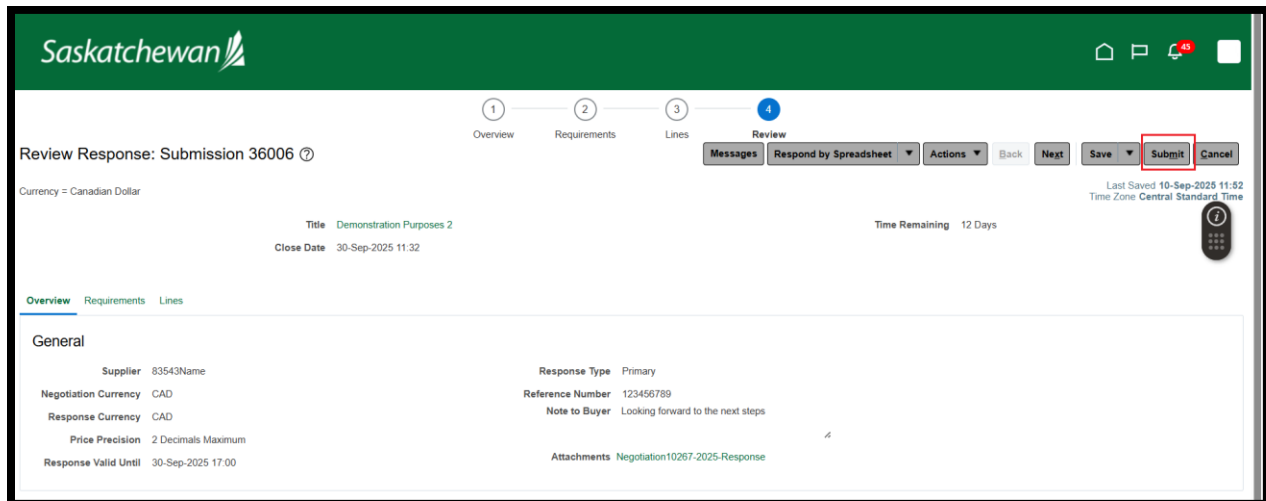 Saskatchewan
45
1 2 3 4
Overview Requirements Lines Review
Review Response: Submission 36006 ?
Messages Respond by Spreadsheet Actions Back Next Save Submit Cancel
Currency = Canadian Dollar
Last Saved 10-Sep-2025 11:52
Time Zone Central Standard Time
Title Demonstration Purposes 2
Time Remaining 12 Days
Close Date 30-Sep-2025 11:32
i
Overview Requirements Lines
General
Supplier 83543Name
Response Type Primary
Negotiation Currency CAD
Reference Number 123456789
Response Currency CAD
Note to Buyer Looking forward to the next steps
Price Precision 2 Decimals Maximum
Attachments Negotiation10267-2025-Response
Response Valid Until 30-Sep-2025 17:00